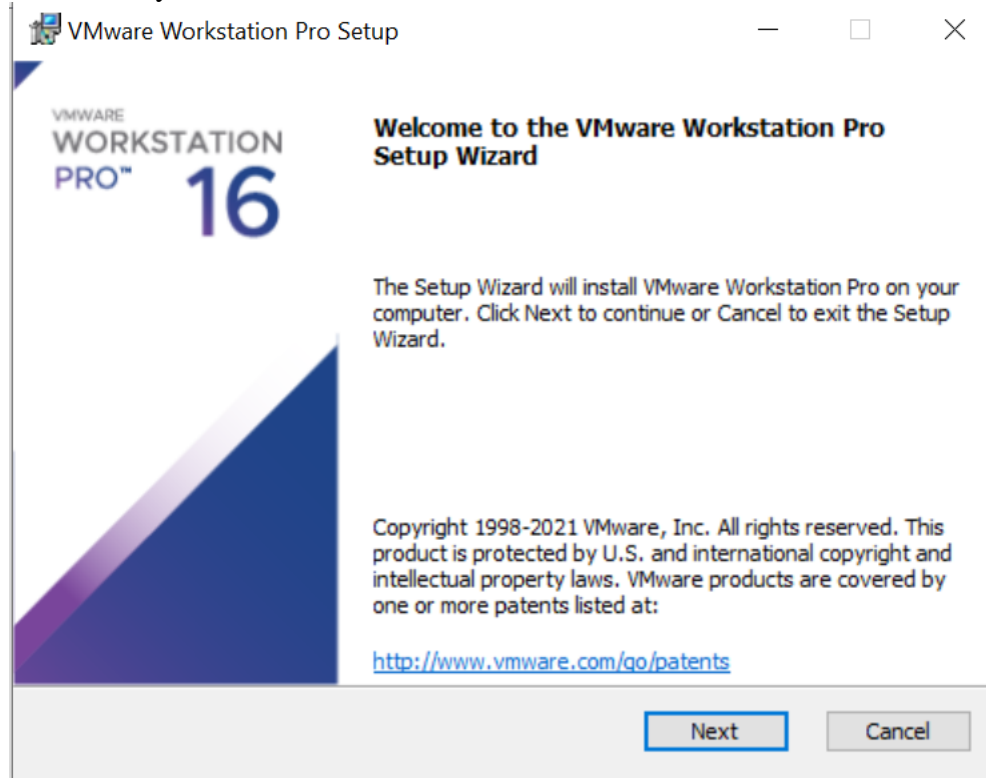 VMware Workstation Pro Setup
VMWARE
WORKSTATION
PRO™ 16
Welcome to the VMware Workstation Pro
Setup Wizard
The Setup Wizard will install VMware Workstation Pro on your
computer. Click Next to continue or Cancel to exit the Setup
Wizard.
Copyright 1998-2021 VMware, Inc. All rights reserved. This
product is protected by U.S. and international copyright and
intellectual property laws. VMware products are covered by
one or more patents listed at:
http://www.vmware.com/go/patents
Next Cancel